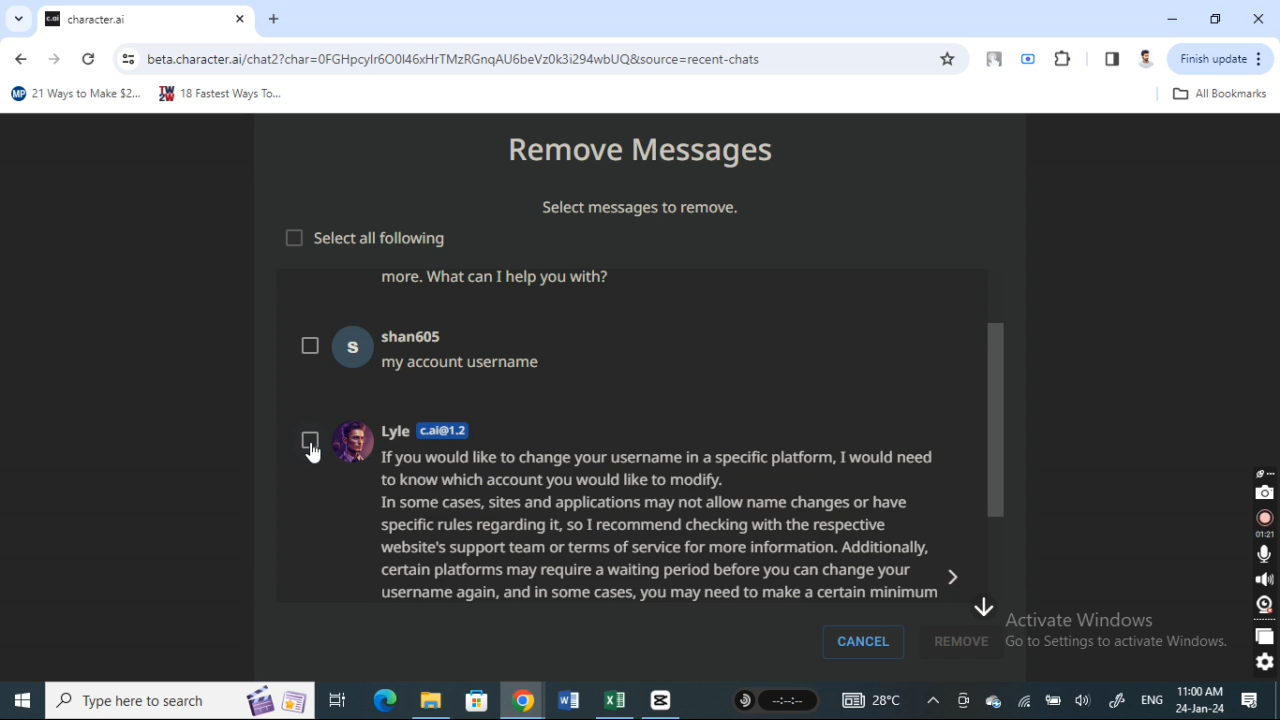 c.ai character.ai
beta.character.ai/chat2?char=0FGHpcyIr6O0I46xHrTMzRGnqAU6beVz0k3i294wbUQ&source=recent-chats
Finish update
MP 21 Ways to Make $2...
TW 2W 18 Fastest Ways To...
All Bookmarks
Remove Messages
Select messages to remove.
Select all following
more. What can I help you with?
s shan605
my account username
Lyle c.ai@1.2
If you would like to change your username in a specific platform, I would need
to know which account you would like to modify.
In some cases, sites and applications may not allow name changes or have
specific rules regarding it, so I recommend checking with the respective
website's support team or terms of service for more information. Additionally,
certain platforms may require a waiting period before you can change your
username again, and in some cases, you may need to make a certain minimum
01:21
CANCEL
REMOVE
Activate Windows
Go to Settings to activate Windows.
Type here to search
--:--:--
28°C
ENG
11:00 AM
24-Jan-24